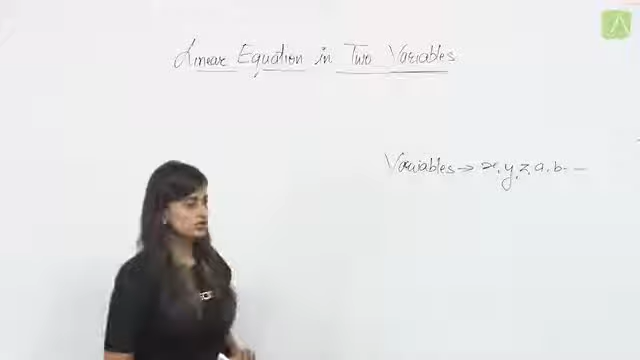 Linear Equation in Two Variables
Variables → x, y, z, a, b. —